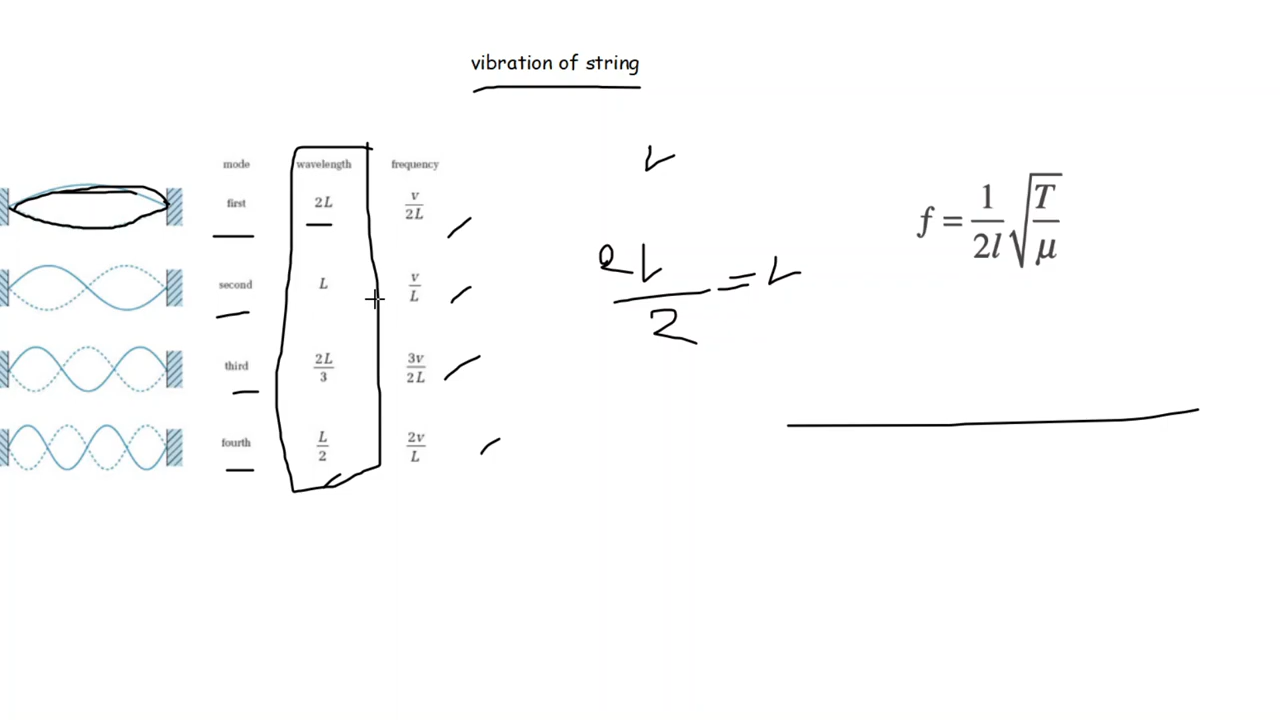 vibration of string
mode wavelength frequency
first 2L v/2L
second L v/L
third 2L/3 3v/2L
fourth L/2 2v/L
L
2L/2 = L
f = 1/2l √T/μ